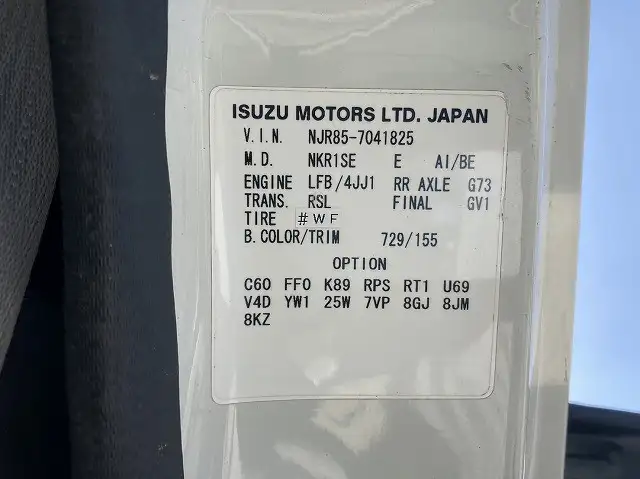 ISUZU MOTORS LTD. JAPAN
V.I.N. NJR85-7041825
M.D. NKR1SE E AI/BE
ENGINE LFB/4JJ1 RR AXLE G73
TRANS. RSL FINAL GV1
TIRE #WF
B.COLOR/TRIM 729/155
OPTION
C60 FF0 K89 RPS RT1 U69
V4D YW1 25W 7VP 8GJ 8JM
8KZ